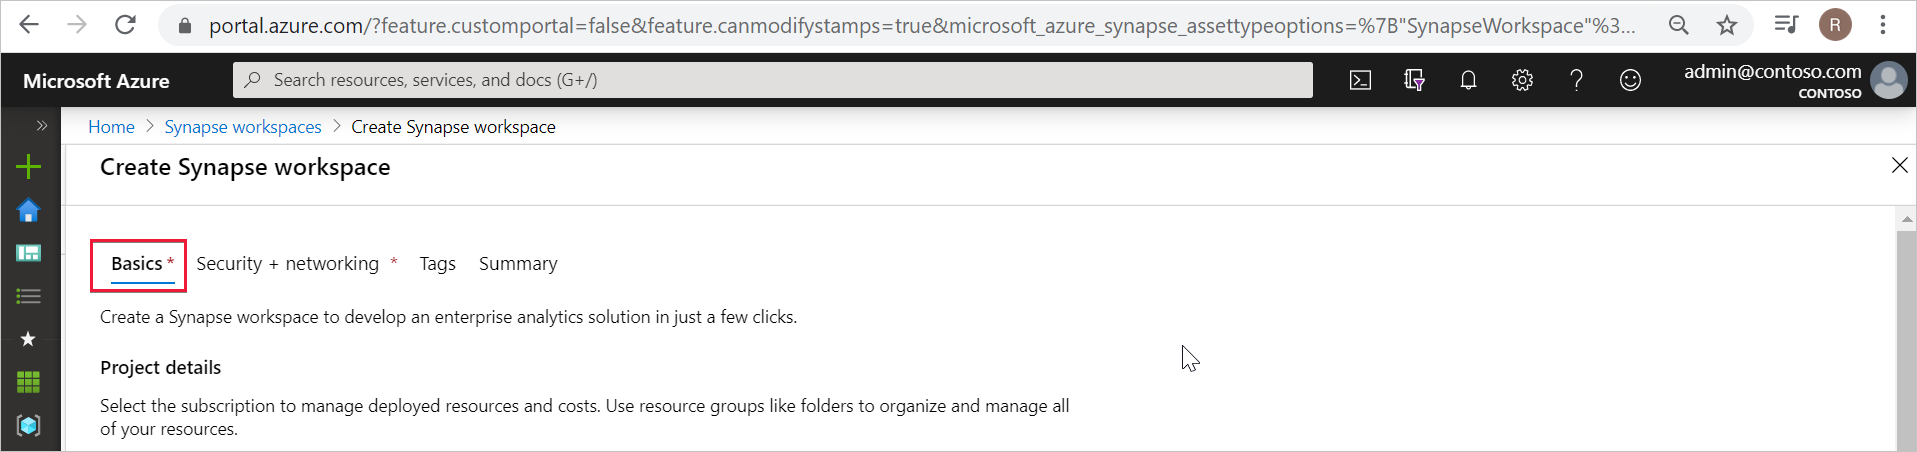 portal.azure.com/?feature.customportal=false&feature.canmodifystamps=true&microsoft_azure_synapse_assettypeoptions=%7B"SynapseWorkspace"%3...
R
Microsoft Azure
Search resources, services, and docs (G+/)
admin@contoso.com
CONTOSO
Home > Synapse workspaces > Create Synapse workspace
Create Synapse workspace
Basics * Security + networking * Tags Summary
Create a Synapse workspace to develop an enterprise analytics solution in just a few clicks.
Project details
Select the subscription to manage deployed resources and costs. Use resource groups like folders to organize and manage all
of your resources.